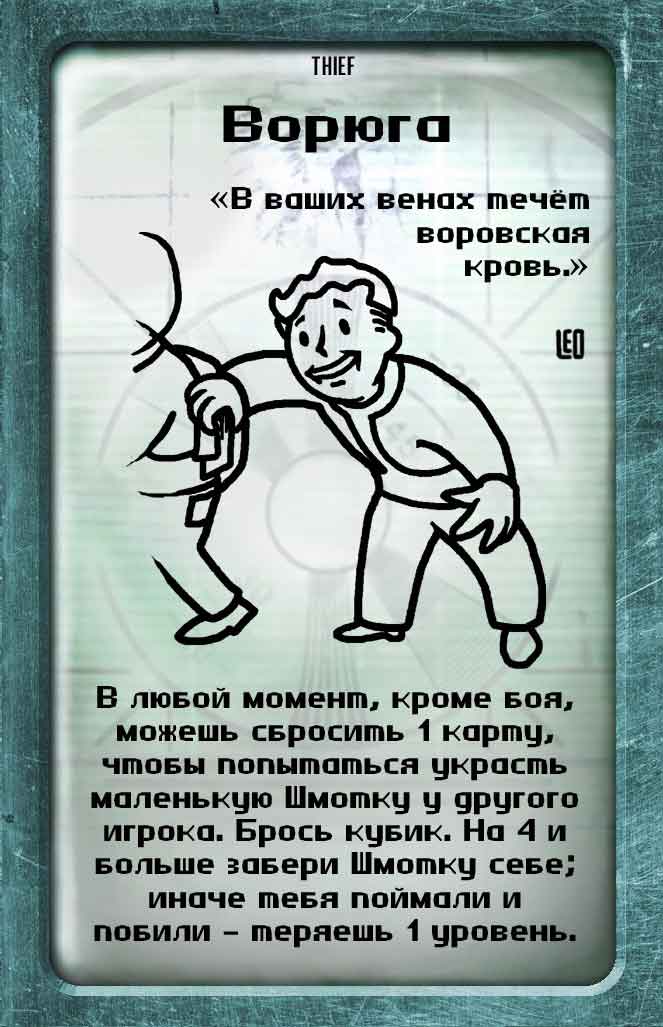 THIEF
Ворюга
«В ваших венах течёт
воровская
кровь.»
LEO
В любой момент, кроме боя,
можешь сбросить 1 карту,
чтобы попытаться украсть
маленькую Шмотку у другого
игрока. Брось кубик. На 4 и
больше забери Шмотку себе;
иначе тебя поймали и
побили – теряешь 1 уровень.